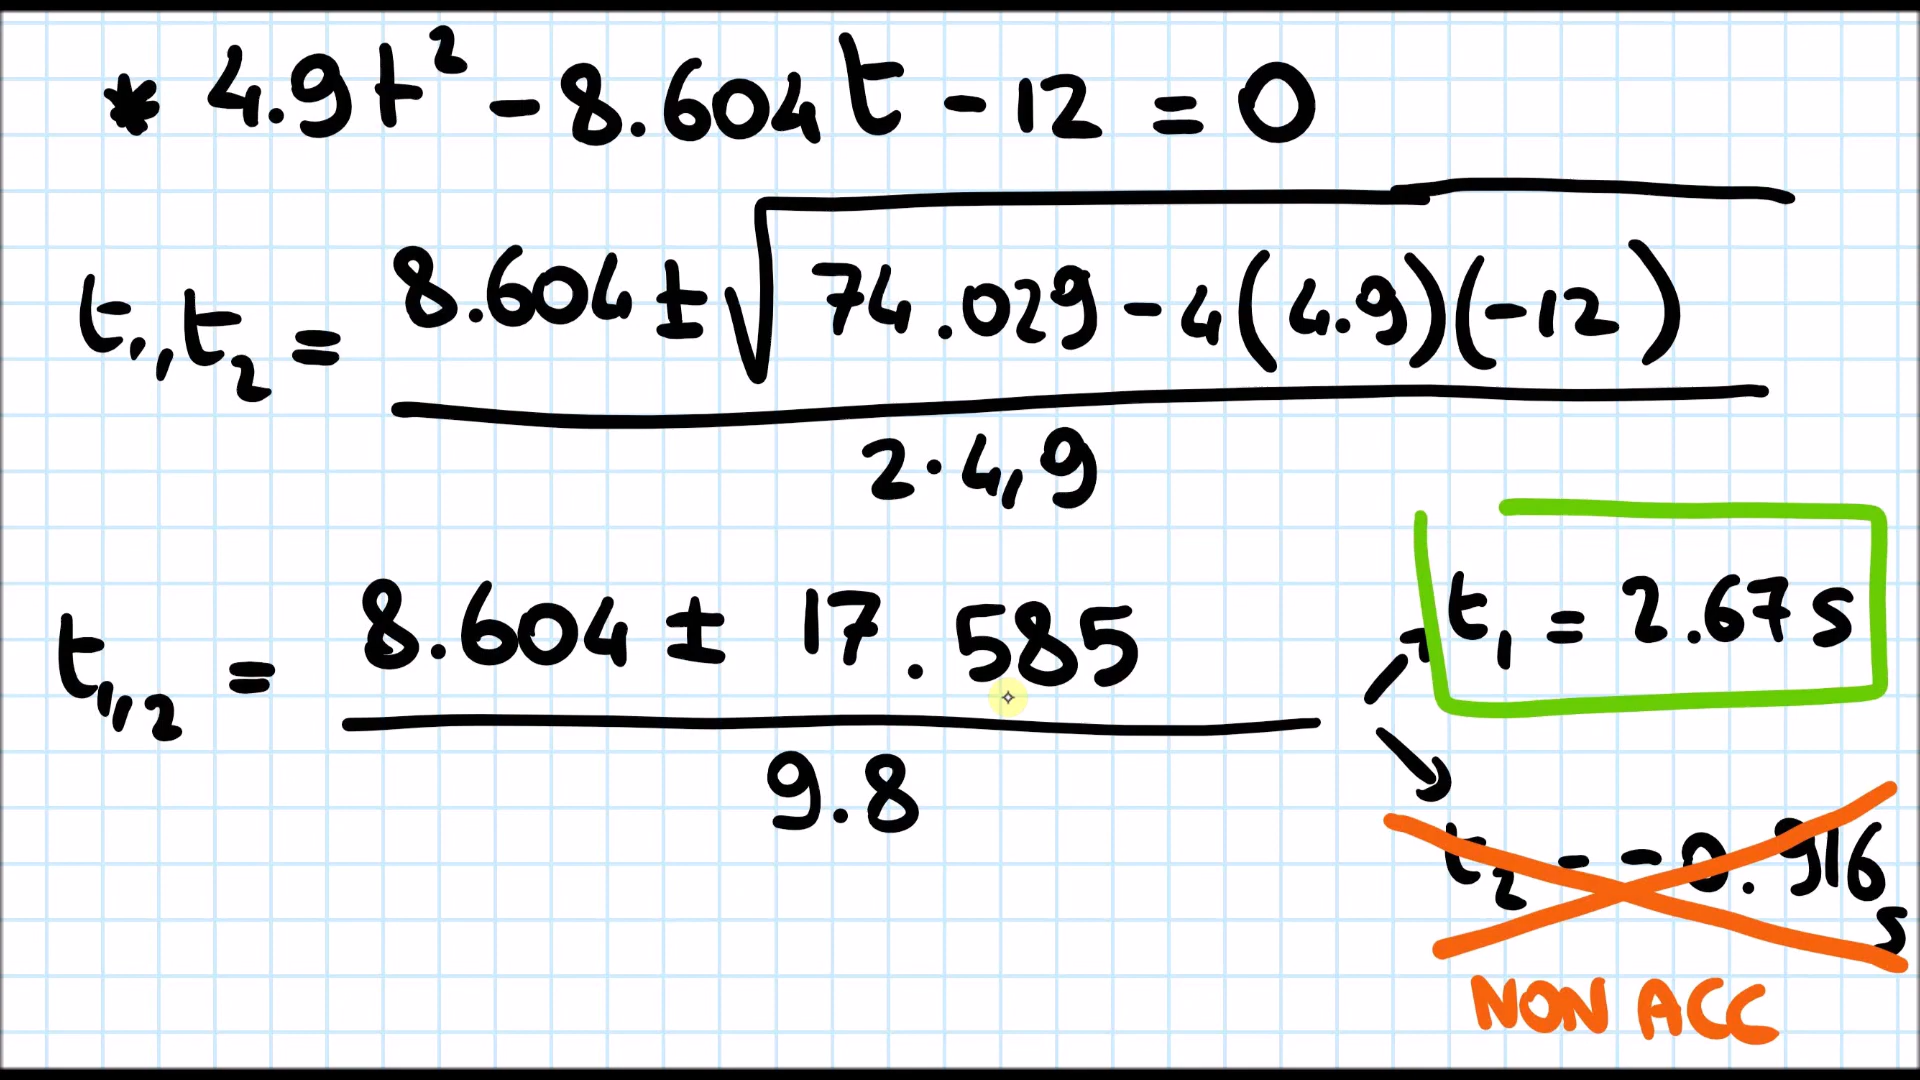 * 4.9t² - 8.604t - 12 = 0
t₁,t₂ = (8.604 ± √(74.029 - 4(4.9)(-12))) / (2·4,9)
t₁,,₂ = (8.604 ± 17.585) / 9.8
t₁ = 2.67s
t₂ = -0.916 s
NON ACC